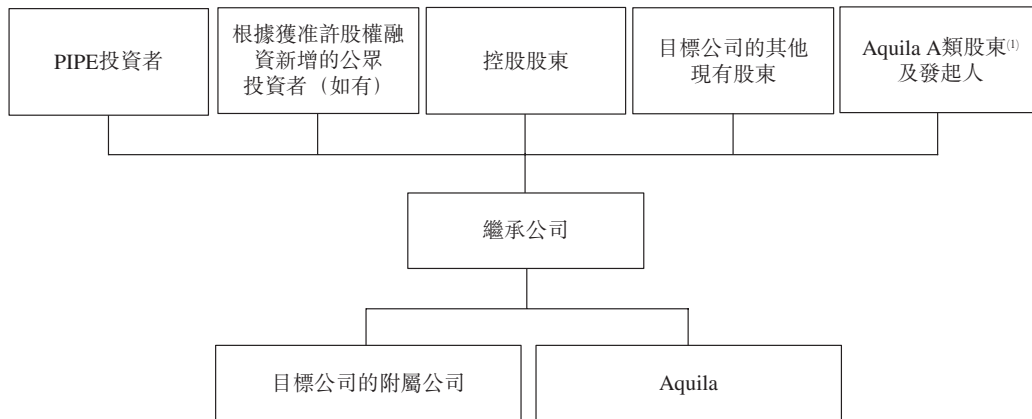 PIPE投資者
根據獲准許股權融
資新增的公眾
投資者（如有）
控股股東
目標公司的其他
現有股東
Aquila A類股東(1)
及發起人
繼承公司
目標公司的附屬公司
Aquila